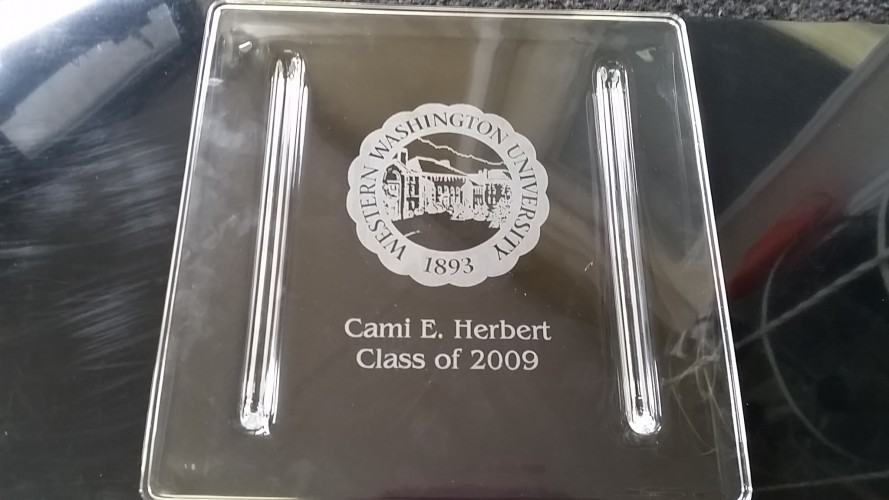 WESTERN WASHINGTON UNIVERSITY
1893
Cami E. Herbert
Class of 2009